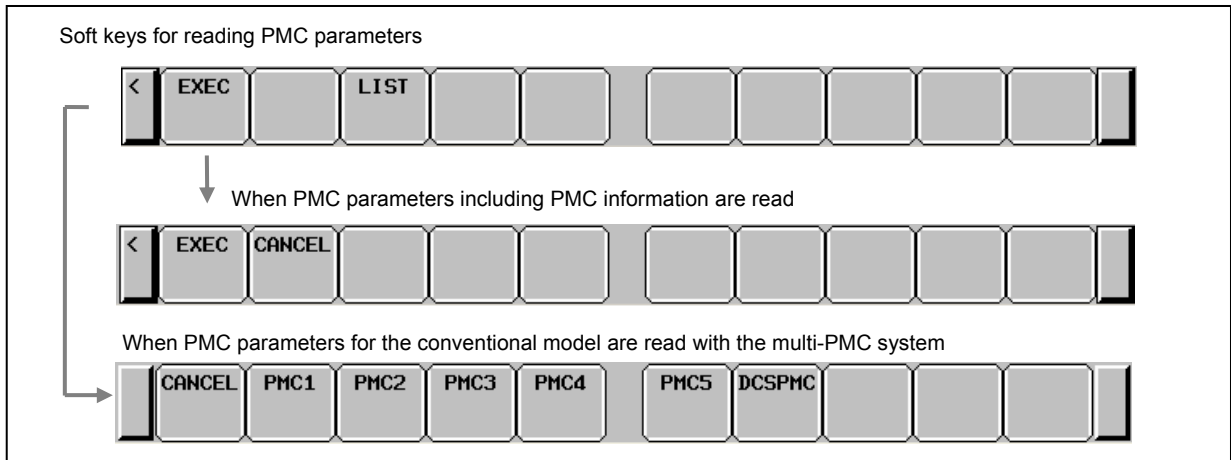 Soft keys for reading PMC parameters
< EXEC LIST
When PMC parameters including PMC information are read
< EXEC CANCEL
When PMC parameters for the conventional model are read with the multi-PMC system
CANCEL PMC1 PMC2 PMC3 PMC4 PMC5 DCSPMC